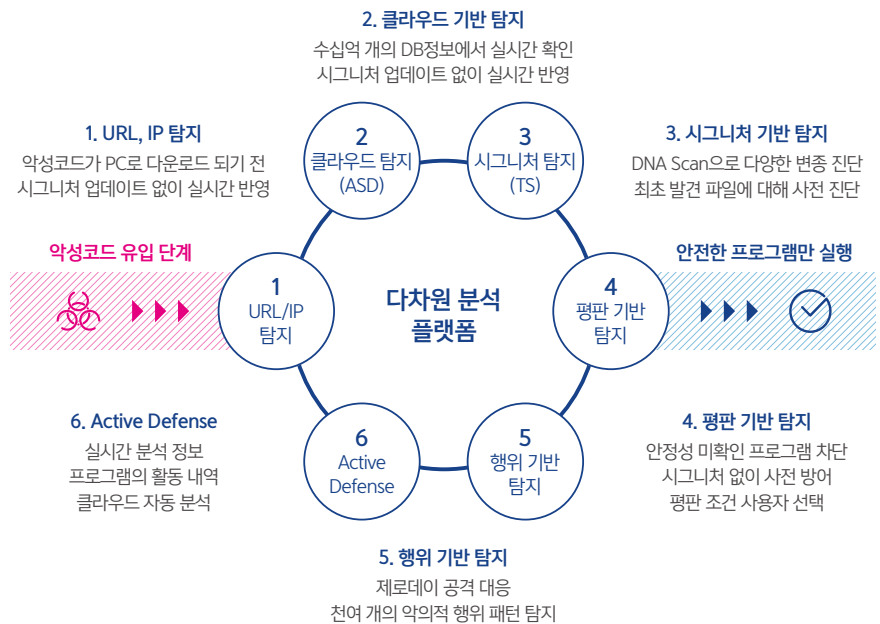 2. 클라우드 기반 탐지
수십억 개의 DB정보에서 실시간 확인
시그니처 업데이트 없이 실시간 반영
1. URL, IP 탐지
악성코드가 PC로 다운로드 되기 전
시그니처 업데이트 없이 실시간 반영
2
클라우드 탐지
(ASD)
3
시그니처 탐지
(TS)
3. 시그니처 기반 탐지
DNA Scan으로 다양한 변종 진단
최초 발견 파일에 대해 사전 진단
악성코드 유입 단계
1
URL/IP
탐지
다차원 분석
플랫폼
4
평판 기반
탐지
안전한 프로그램만 실행
6. Active Defense
실시간 분석 정보
프로그램의 활동 내역
클라우드 자동 분석
6
Active
Defense
5
행위 기반
탐지
4. 평판 기반 탐지
안정성 미확인 프로그램 차단
시그니처 없이 사전 방어
평판 조건 사용자 선택
5. 행위 기반 탐지
제로데이 공격 대응
천여 개의 악의적 행위 패턴 탐지